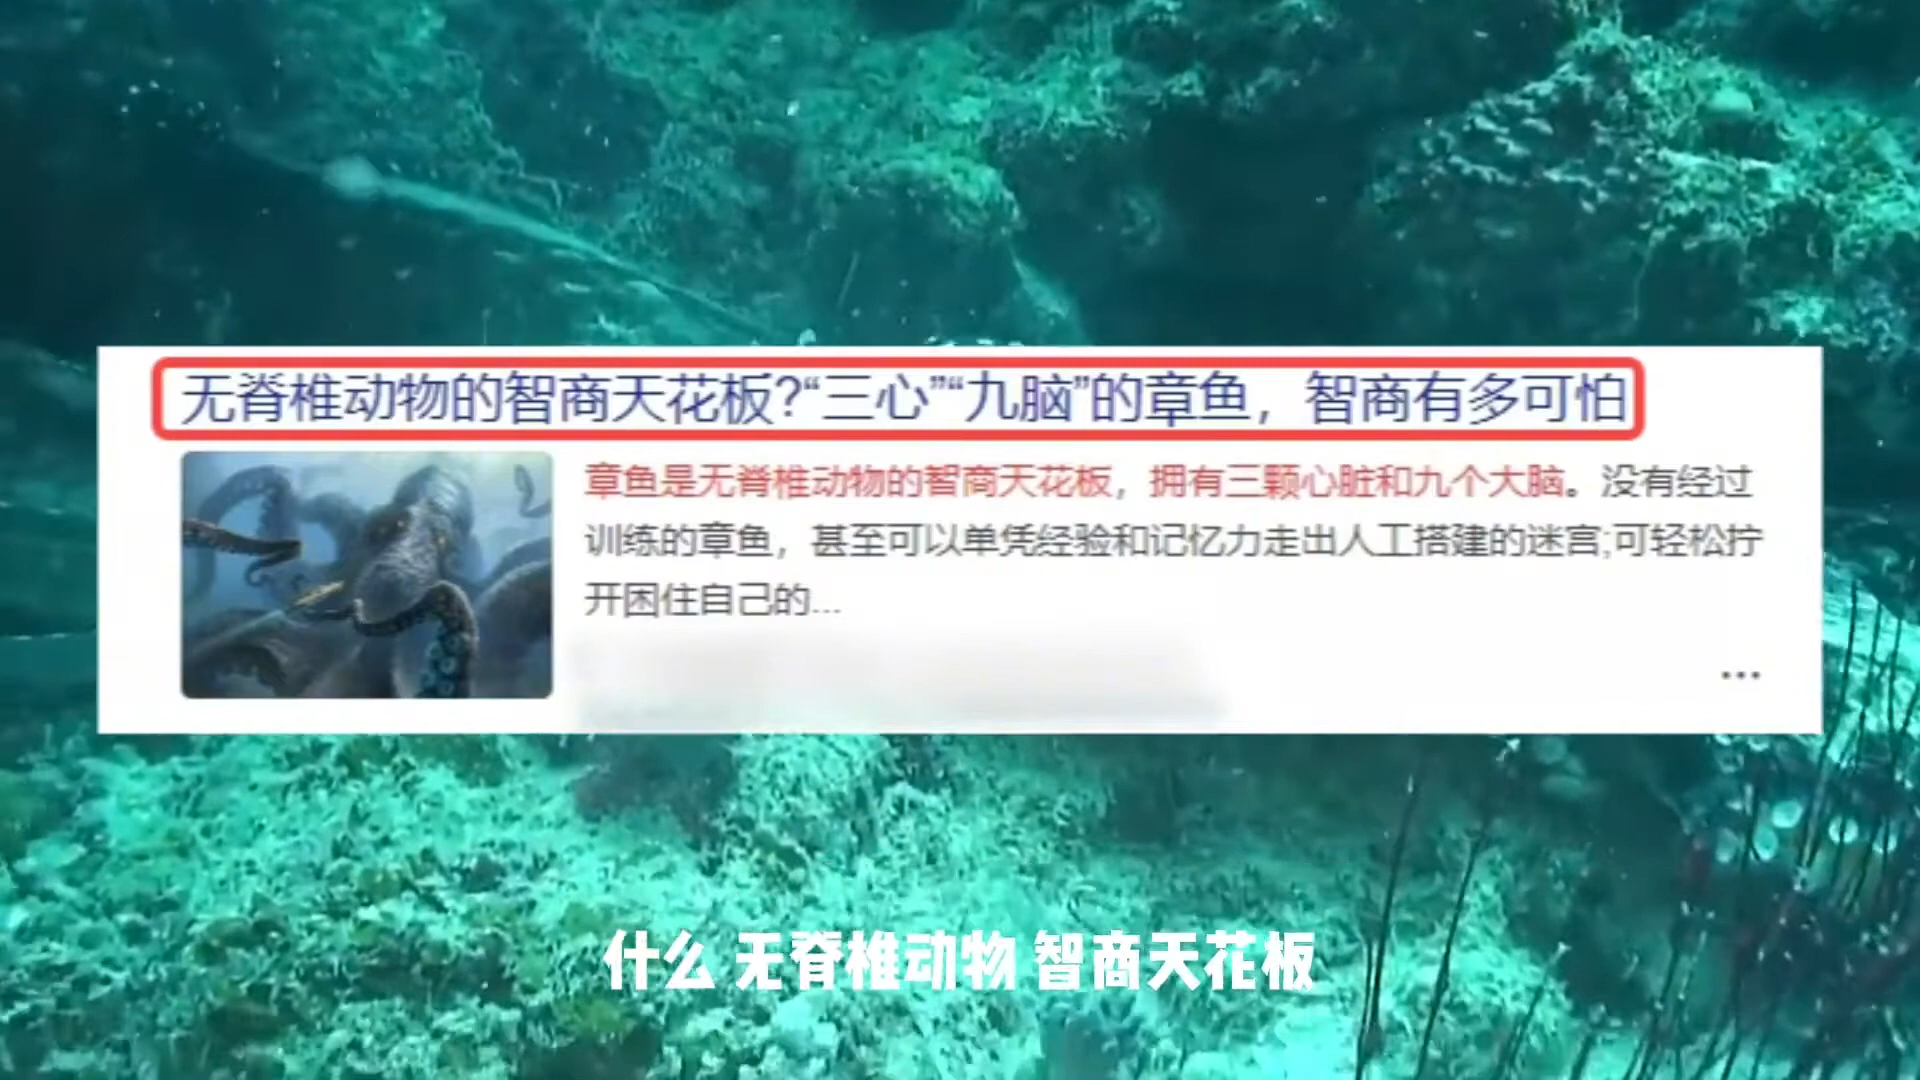 无脊椎动物的智商天花板?“三心”“九脑”的章鱼，智商有多可怕
章鱼是无脊椎动物的智商天花板，拥有三颗心脏和九个大脑。没有经过
训练的章鱼，甚至可以单凭经验和记忆力走出人工搭建的迷宫;可轻松拧
开困住自己的...
什么 无脊椎动物 智商天花板